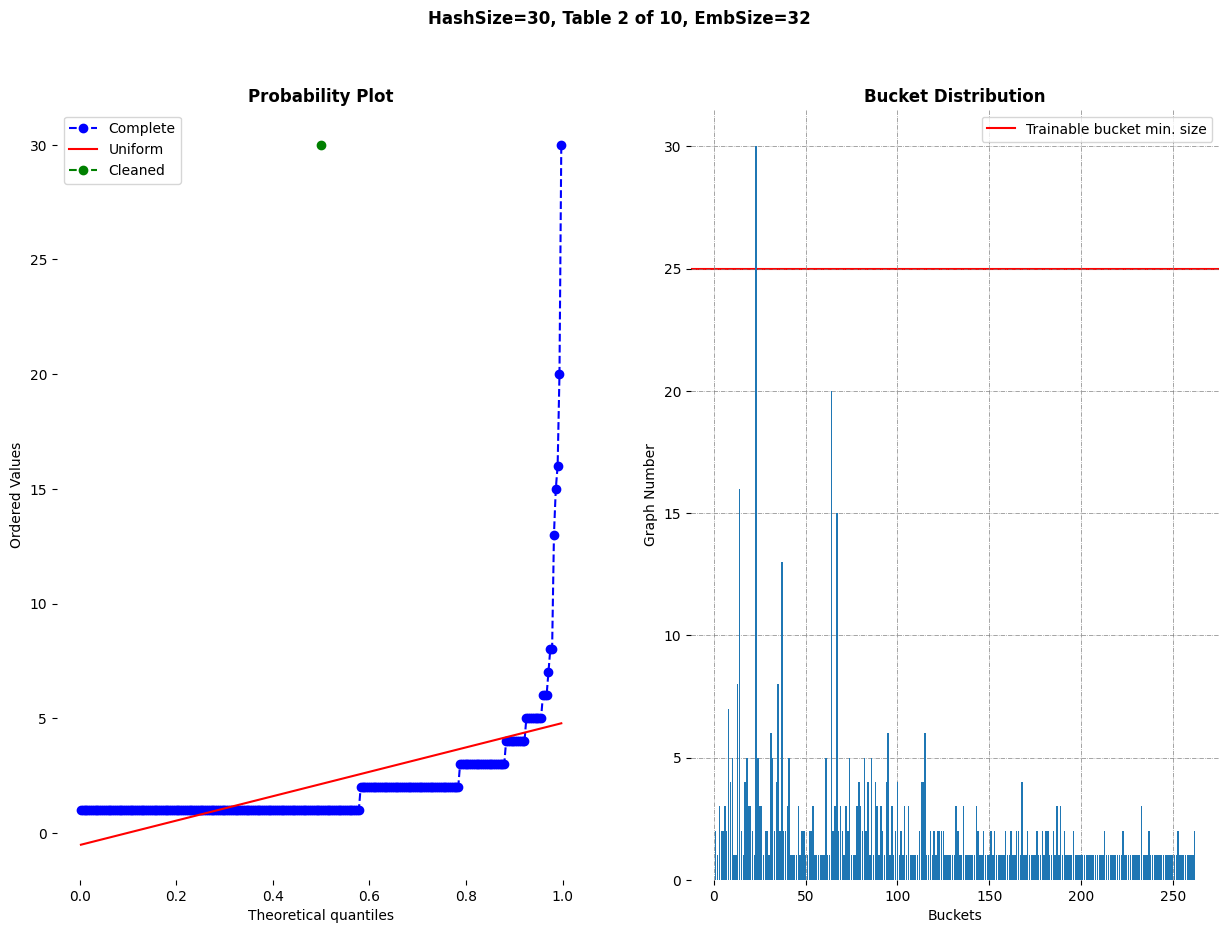 HashSize=30, Table 2 of 10, EmbSize=32
Probability Plot
Complete
Uniform
Cleaned
30
25
20
15
10
5
0
Ordered Values
0.0 0.2 0.4 0.6 0.8 1.0
Theoretical quantiles
Bucket Distribution
Trainable bucket min. size
30
25
20
15
10
5
0
Graph Number
0 50 100 150 200 250
Buckets